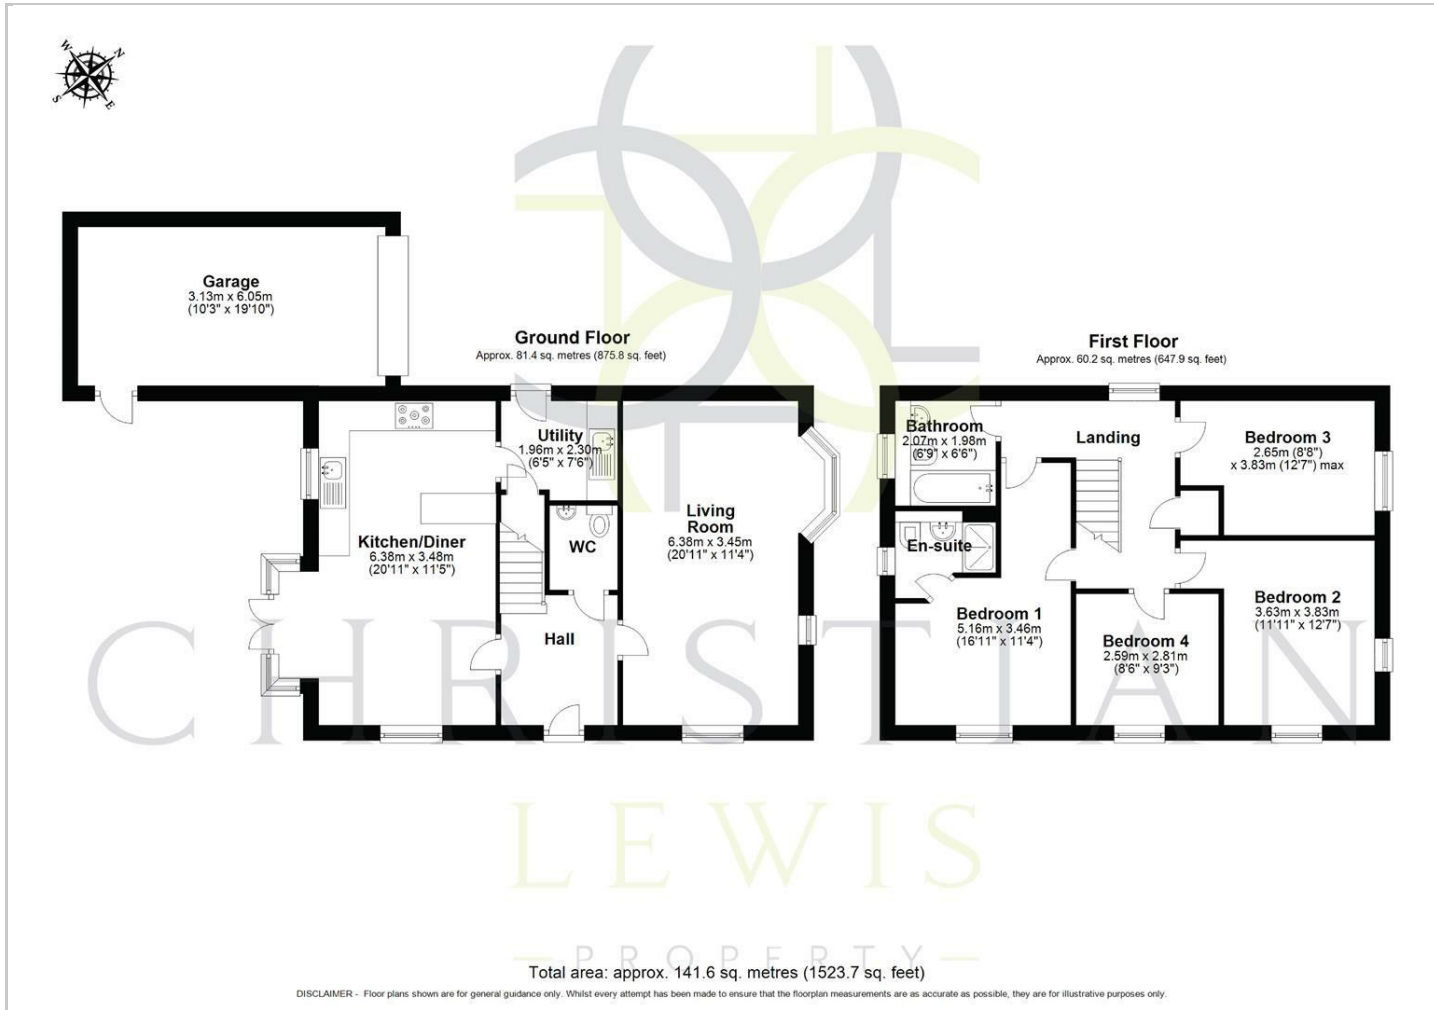 W
N
S
E
Garage
3.13m x 6.05m
(10'3" x 19'10")
Ground Floor
Approx. 81.4 sq. metres (875.8 sq. feet)
Utility
1.96m x 2.30m
(6'5" x 7'6")
Living
Room
6.38m x 3.45m
(20'11" x 11'4")
Kitchen/Diner
6.38m x 3.48m
(20'11" x 11'5")
WC
Hall
First Floor
Approx. 60.2 sq. metres (647.9 sq. feet)
Bathroom
2.07m x 1.98m
(6'9" x 6'6")
Landing
Bedroom 3
2.65m (8'8")
x 3.83m (12'7") max
En-suite
Bedroom 1
5.16m x 3.46m
(16'11" x 11'4")
Bedroom 4
2.59m x 2.81m
(8'6" x 9'3")
Bedroom 2
3.63m x 3.83m
(11'11" x 12'7")
CHRISTIAN
LEWIS
PROPERTY
Total area: approx. 141.6 sq. metres (1523.7 sq. feet)
DISCLAIMER - Floor plans shown are for general guidance only. Whilst every attempt has been made to ensure that the floorplan measurements are as accurate as possible, they are for illustrative purposes only.